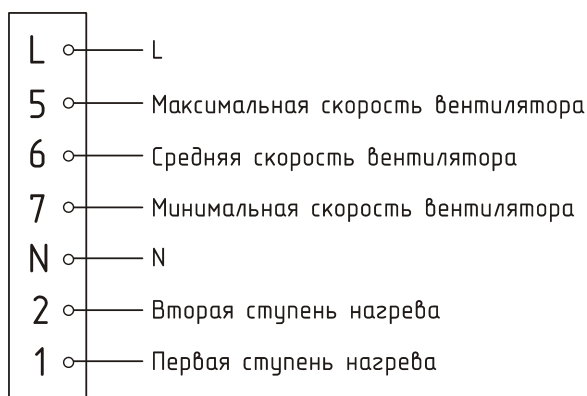 L L
5 Максимальная скорость вентилятора
6 Средняя скорость вентилятора
7 Минимальная скорость вентилятора
N N
2 Вторая ступень нагрева
1 Первая ступень нагрева